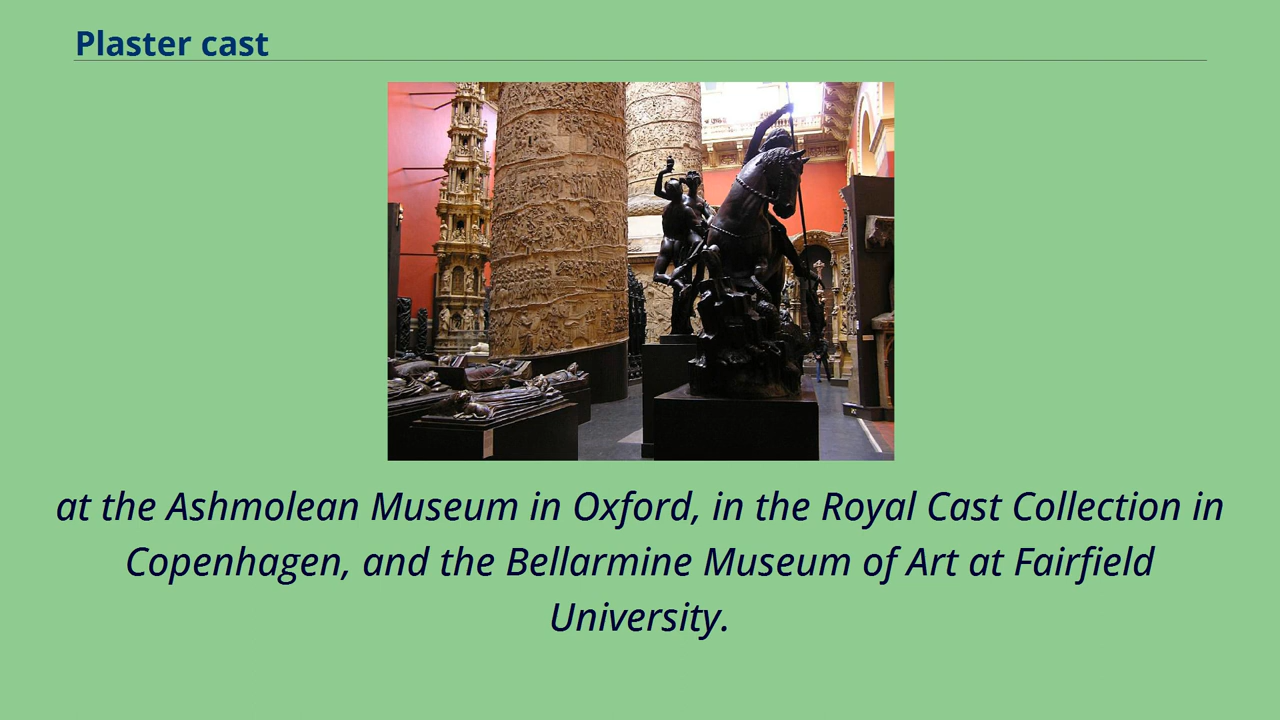 Plaster cast
at the Ashmolean Museum in Oxford, in the Royal Cast Collection in
Copenhagen, and the Bellarmine Museum of Art at Fairfield
University.